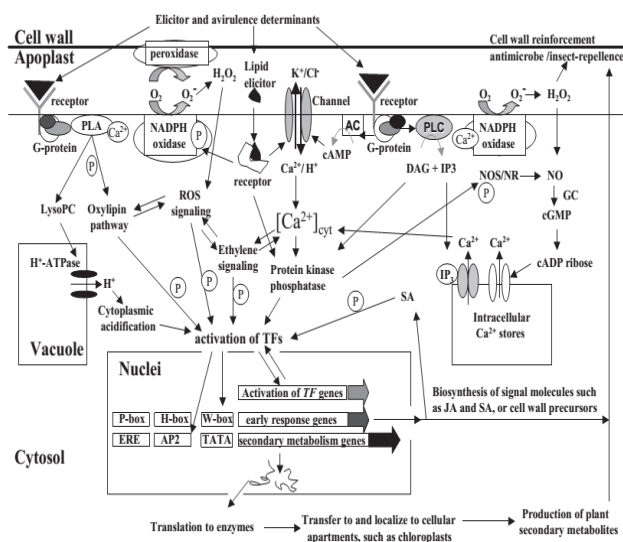 Elicitor and avirulence determinants
Cell wall
Apoplast
Cell wall reinforcement
antimicrobe /insect-repellence
peroxidase
H2O2
Lipid
elicitor
K+/Cl-
Channel
receptor
O2 O2-
receptor
O2 O2- H2O2
PLA
Ca2+
NADPH
oxidase
P
G-protein
AC
cAMP
G-protein
PLC
Ca2+
NADPH
oxidase
P
receptor
Ca2+/ H+
DAG + IP3
NOS/NR
NO
P
GC
cGMP
LysoPC
Oxylipin
pathway
ROS
signaling
[Ca2+]cyt
Ethylene
signaling
Ca2+ Ca2+
cADP ribose
H+-ATPase
H+
P
P
P
Protein kinase
phosphatase
IP3
Cytoplasmic
acidification
SA
P
Intracellular
Ca2+ stores
Vacuole
activation of TFs
Nuclei
Activation of TF genes
P-box H-box W-box early response genes
ERE AP2 TATA secondary metabolism genes
Biosynthesis of signal molecules such
as JA and SA, or cell wall precursors
Cytosol
Translation to enzymes
Transfer to and localize to cellular
apartments, such as chloroplasts
Production of plant
secondary metabolites